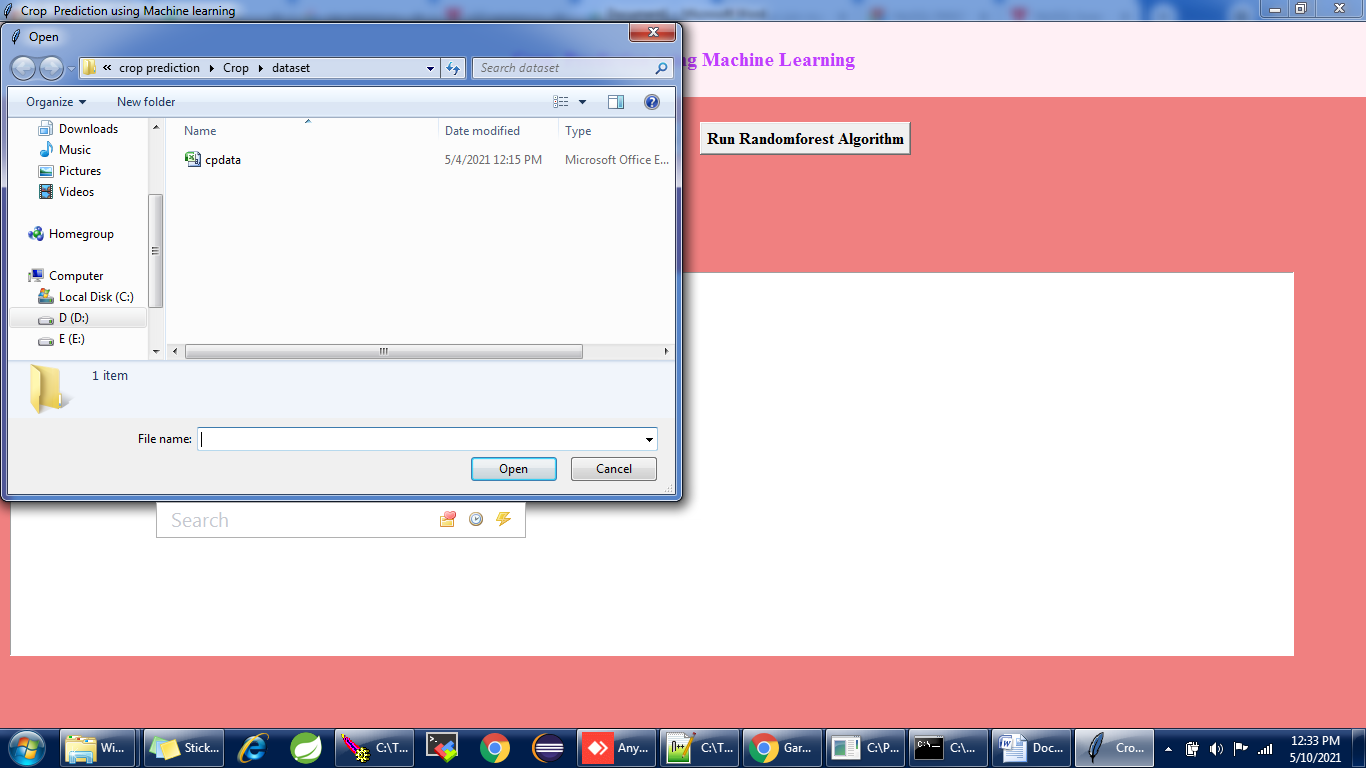 Crop  Prediction using Machine learning
Open
« crop prediction Crop dataset
Search dataset
ng Machine Learning
Organize New folder
Downloads
Music
Pictures
Videos
Homegroup
Computer
Local Disk (C:)
D (D:)
E (E:)
Name Date modified Type
cpdata 5/4/2021 12:15 PM Microsoft Office E...
Run Randomforest Algorithm
1 item
File name:
Open Cancel
Search
Wi... Stick... C:\T... Any... C:\T... Gar... C:\P... C:\... Doc... Cro...
12:33 PM
5/10/2021